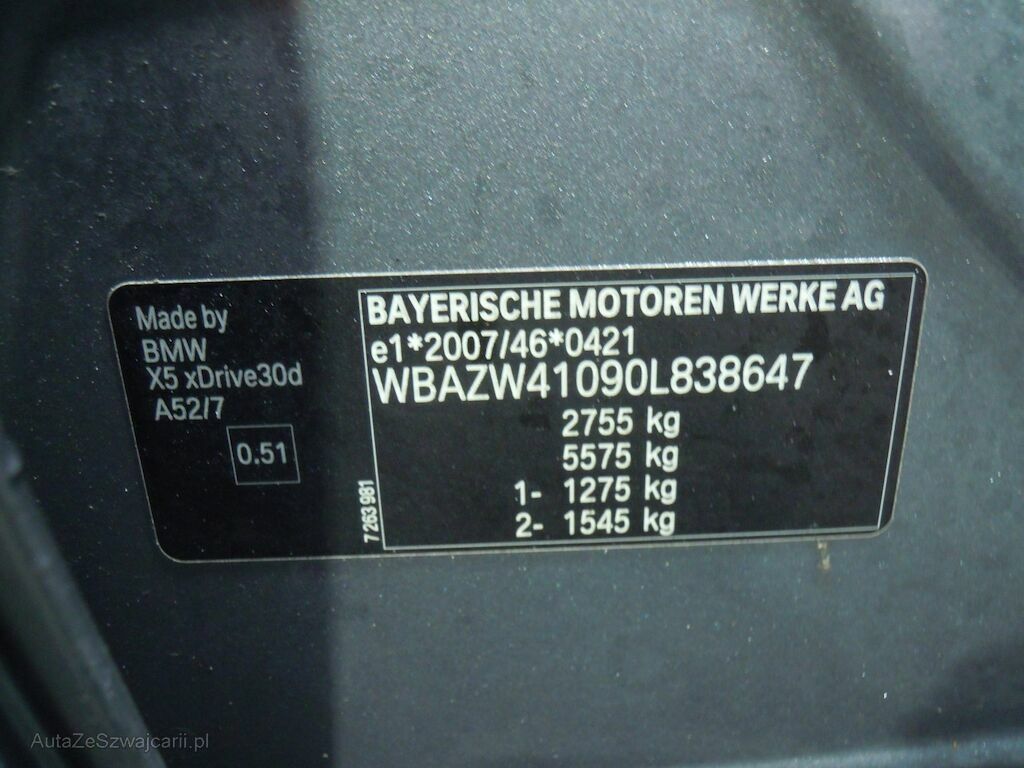 Made by
BMW
X5 xDrive30d
A52/7
0.51
7 263 981
BAYERISCHE MOTOREN WERKE AG
e1*2007/46*0421
WBAZW41090L838647
2755 kg
5575 kg
1- 1275 kg
2- 1545 kg
AutaZeSzwajcarii.pl